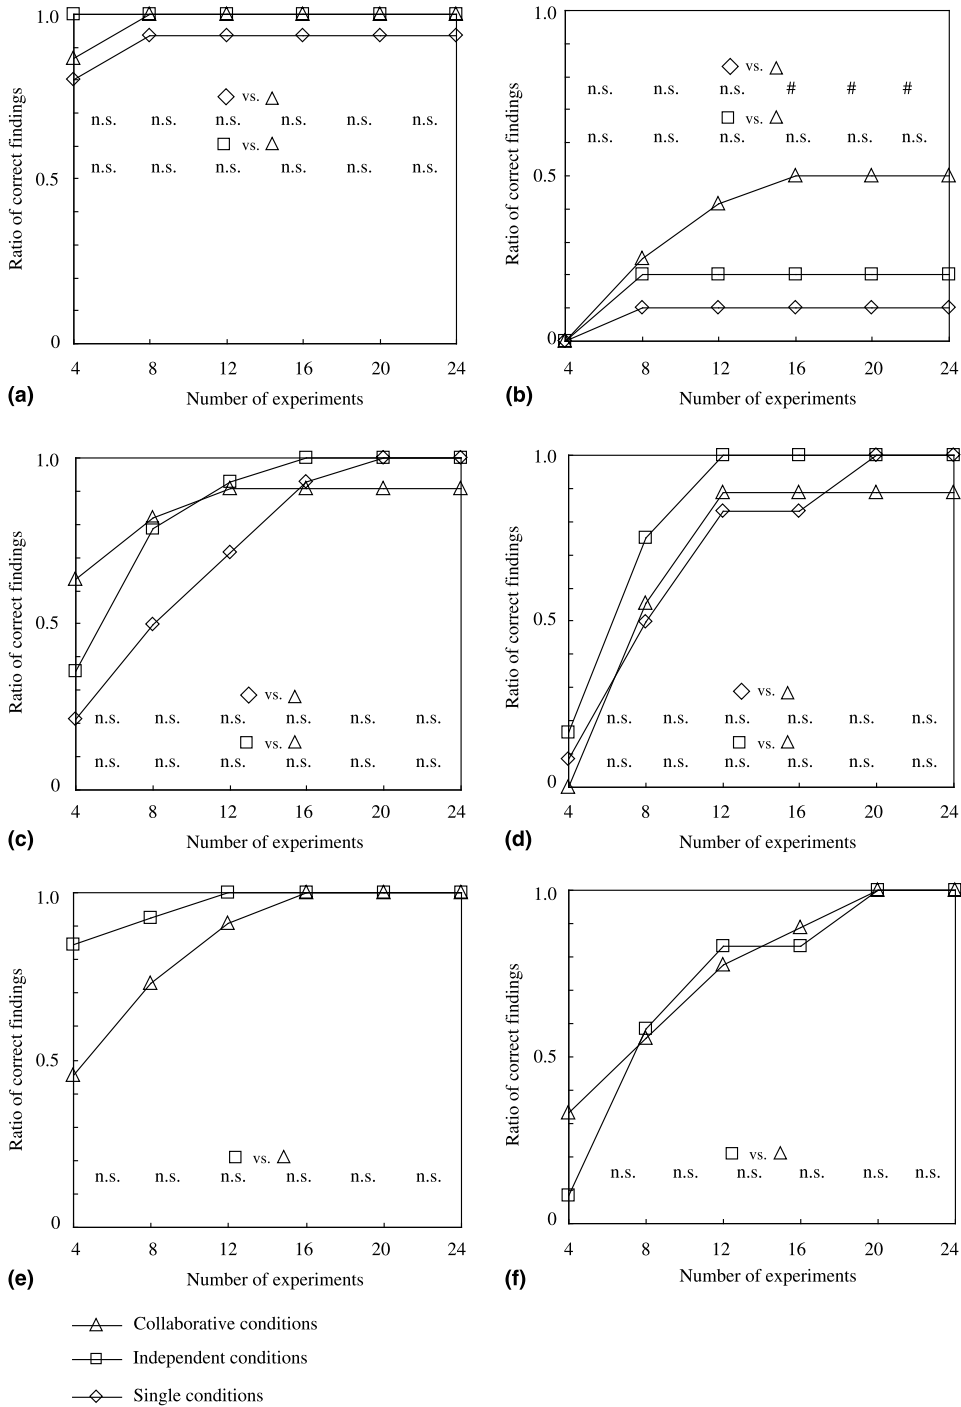 1.0
vs.
n.s. n.s. n.s. n.s. n.s. n.s.
vs.
n.s. n.s. n.s. n.s. n.s. n.s.
0.5
0
4 8 12 16 20 24
Ratio of correct findings
Number of experiments
(a)
1.0
vs.
n.s. n.s. n.s. # # #
vs.
n.s. n.s. n.s. n.s. n.s. n.s.
0.5
0
4 8 12 16 20 24
Ratio of correct findings
Number of experiments
(b)
1.0
0.5
vs.
n.s. n.s. n.s. n.s. n.s. n.s.
vs.
n.s. n.s. n.s. n.s. n.s. n.s.
0
4 8 12 16 20 24
Ratio of correct findings
Number of experiments
(c)
1.0
0.5
vs.
n.s. n.s. n.s. n.s. n.s. n.s.
vs.
n.s. n.s. n.s. n.s. n.s. n.s.
0
4 8 12 16 20 24
Ratio of correct findings
Number of experiments
(d)
1.0
0.5
vs.
n.s. n.s. n.s. n.s. n.s. n.s.
0
4 8 12 16 20 24
Ratio of correct findings
Number of experiments
(e)
1.0
0.5
vs.
n.s. n.s. n.s. n.s. n.s. n.s.
0
4 8 12 16 20 24
Ratio of correct findings
Number of experiments
(f)
Collaborative conditions
Independent conditions
Single conditions